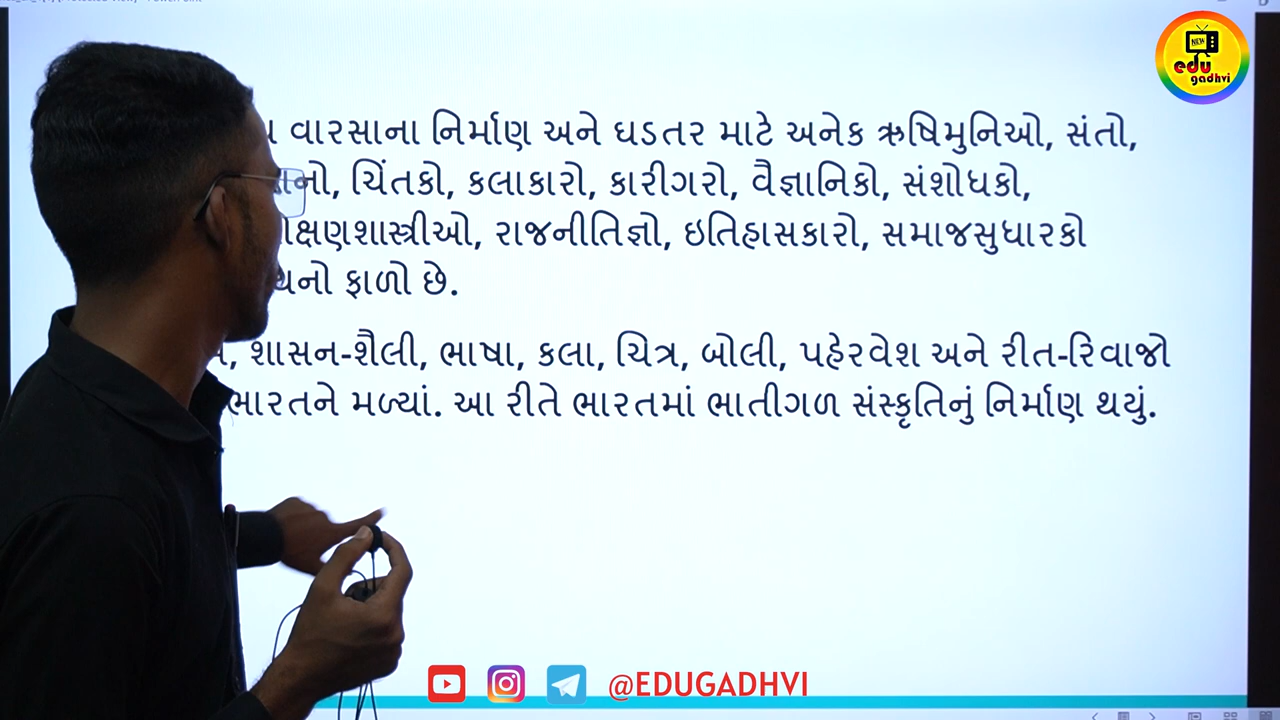 NEW
edu
gadhvi
વારસાના નિર્માણ અને ઘડતર માટે અનેક ઋષિમુનિઓ, સંતો,
ચિંતકો, કલાકારો, કારીગરો, વૈજ્ઞાનિકો, સંશોધકો,
રાજનીતિજ્ઞો, ઇતિહાસકારો, સમાજસુધારકો
ફાળો છે.
શાસન-શૈલી, ભાષા, કલા, ચિત્ર, બોલી, પહેરવેશ અને રીત-રિવાજો
ભારતને મળ્યાં. આ રીતે ભારતમાં ભાતીગળ સંસ્કૃતિનું નિર્માણ થયું.
@EDUGADHVI